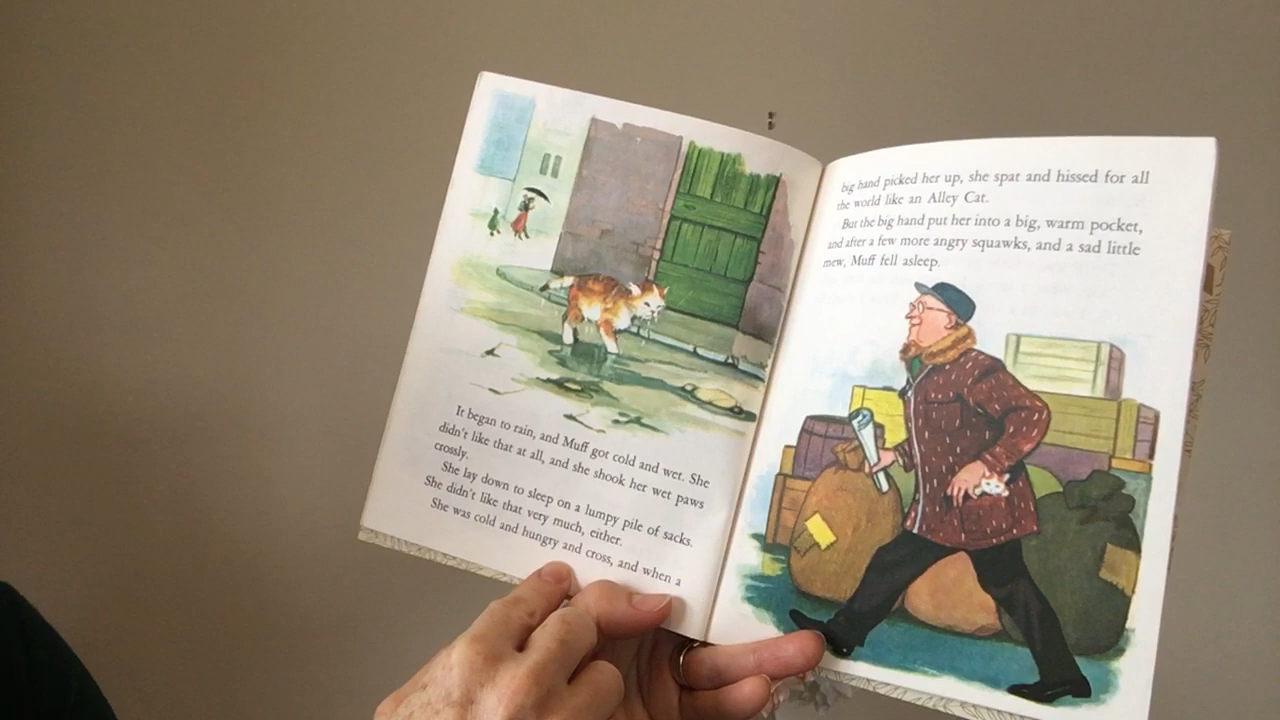 It began to rain, and Muff got cold and wet. She
didn't like that at all, and she shook her wet paws
crossly.
She lay down to sleep on a lumpy pile of sacks.
She didn't like that very much, either.
She was cold and hungry and cross, and when a
big hand picked her up, she spat and hissed for all
the world like an Alley Cat.
But the big hand put her into a big, warm pocket,
and after a few more angry squawks, and a sad little
mew, Muff fell asleep.